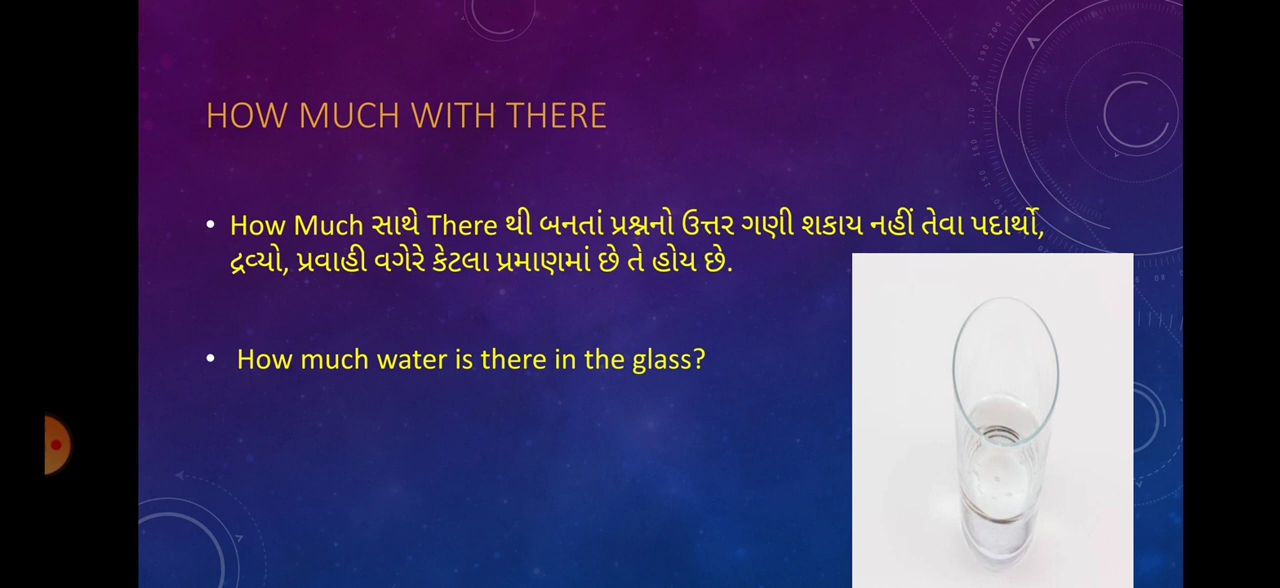 HOW MUCH WITH THERE
• How Much સાથે There થી બનતાં પ્રશ્નનો ઉત્તર ગણી શકાય નહીં તેવા પદાર્થો,
દ્રવ્યો, પ્રવાહી વગેરે કેટલા પ્રમાણમાં છે તે હોય છે.
• How much water is there in the glass?